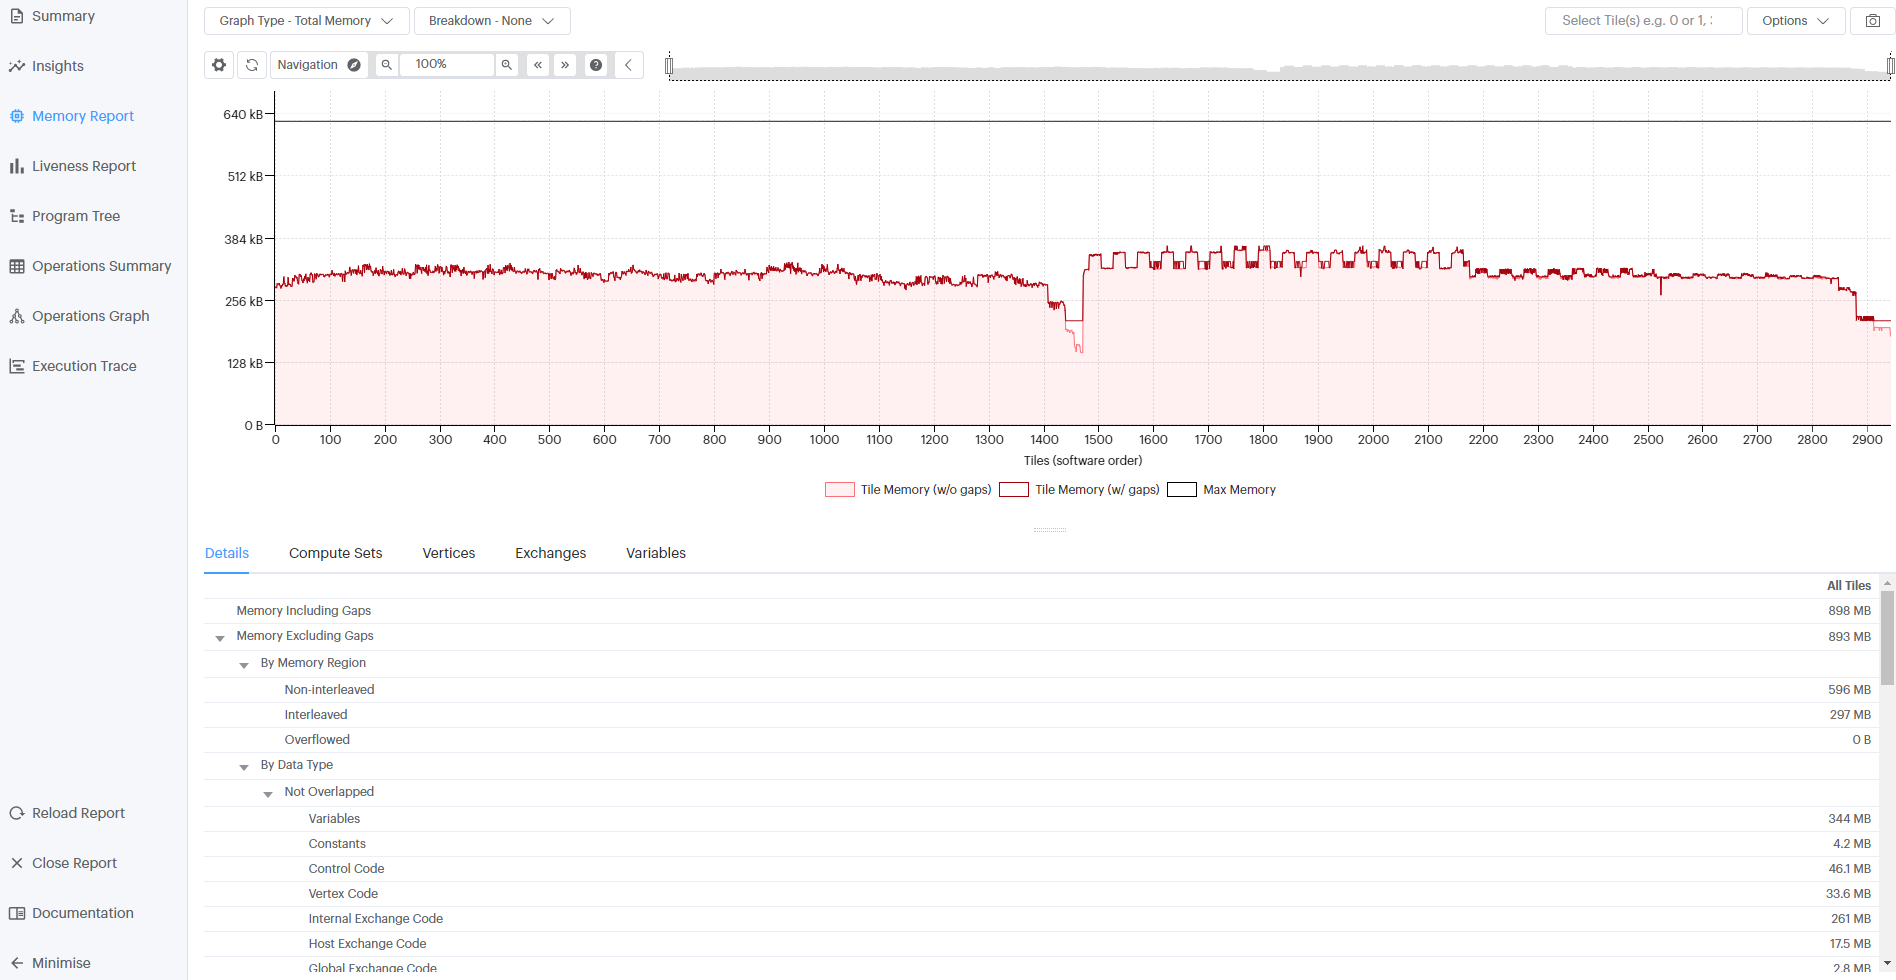 Summary
Insights
Memory Report
Liveness Report
Program Tree
Operations Summary
Operations Graph
Execution Trace
Reload Report
Close Report
Documentation
Minimise
Graph Type - Total Memory
Breakdown - None
Select Tile(s) e.g. 0 or 1, :
Options
Navigation
100%
640 kB
512 kB
384 kB
256 kB
128 kB
0 B
0 100 200 300 400 500 600 700 800 900 1000 1100 1200 1300 1400 1500 1600 1700 1800 1900 2000 2100 2200 2300 2400 2500 2600 2700 2800 2900
Tiles (software order)
Tile Memory (w/o gaps) Tile Memory (w/ gaps) Max Memory
Details Compute Sets Vertices Exchanges Variables
All Tiles
Memory Including Gaps 898 MB
Memory Excluding Gaps 893 MB
By Memory Region
Non-interleaved 596 MB
Interleaved 297 MB
Overflowed 0 B
By Data Type
Not Overlapped
Variables 344 MB
Constants 4.2 MB
Control Code 46.1 MB
Vertex Code 33.6 MB
Internal Exchange Code 261 MB
Host Exchange Code 17.5 MB
Global Exchange Code 2.8 MB